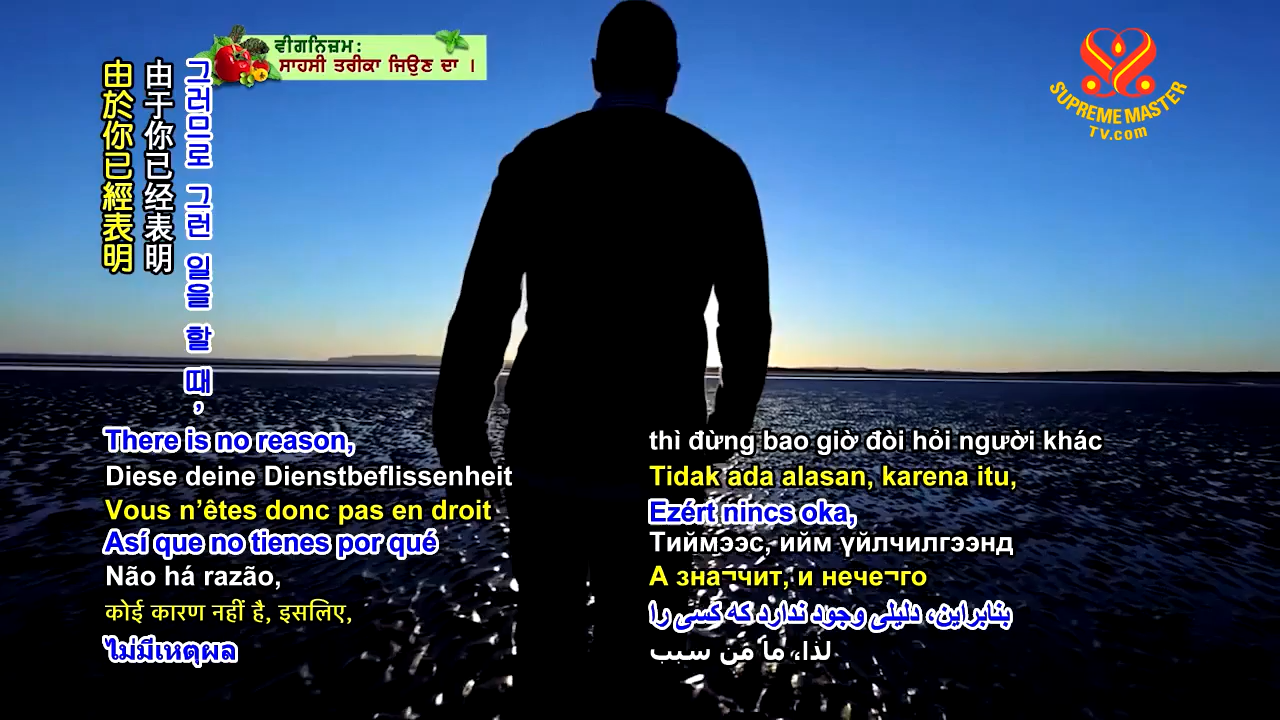 ਵੀਗਨਿਜ਼ਮ:
ਸਾਹਸੀ ਤਰੀਕਾ ਜਿਉਣ ਦਾ ।
SUPREME MASTER
TV.com
由於你已經表明
由于你已经表明
그러므로 그런 일을 할 때,
There is no reason,
Diese deine Dienstbeflissenheit
Vous n’êtes donc pas en droit
Así que no tienes por qué
Não há razão,
कोई कारण नहीं है, इसलिए,
ไม่มีเหตุผล
thì đừng bao giờ đòi hỏi người khác
Tidak ada alasan, karena itu,
Ezért nincs oka,
Тиймээс, ийм үйлчилгээнд
А зна¬чит, и нече¬го
بنابراین، دلیلی وجود ندارد که کسی را
لذا، ما مَن سبب